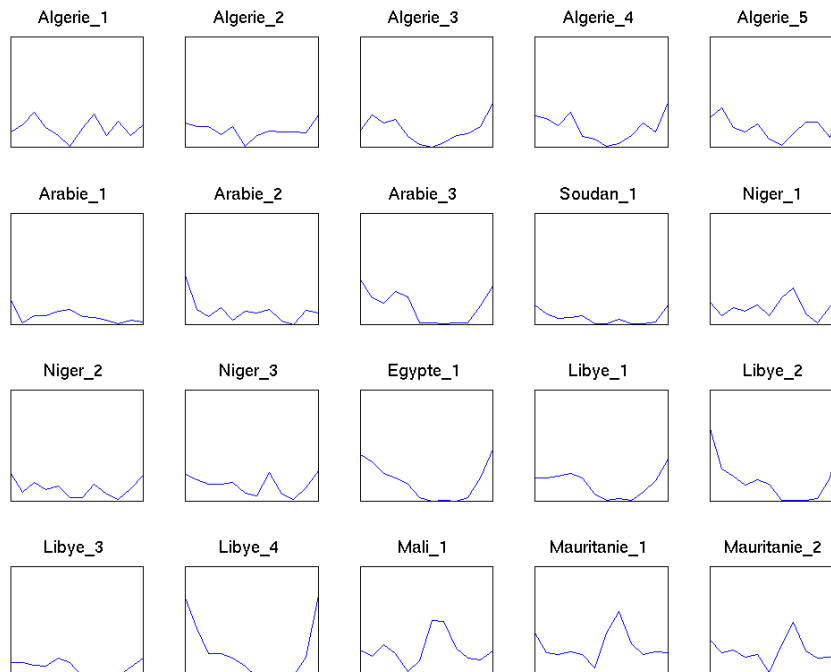 Algerie_1 Algerie_2 Algerie_3 Algerie_4 Algerie_5
Arabie_1 Arabie_2 Arabie_3 Soudan_1 Niger_1
Niger_2 Niger_3 Egypte_1 Libye_1 Libye_2
Libye_3 Libye_4 Mali_1 Mauritanie_1 Mauritanie_2